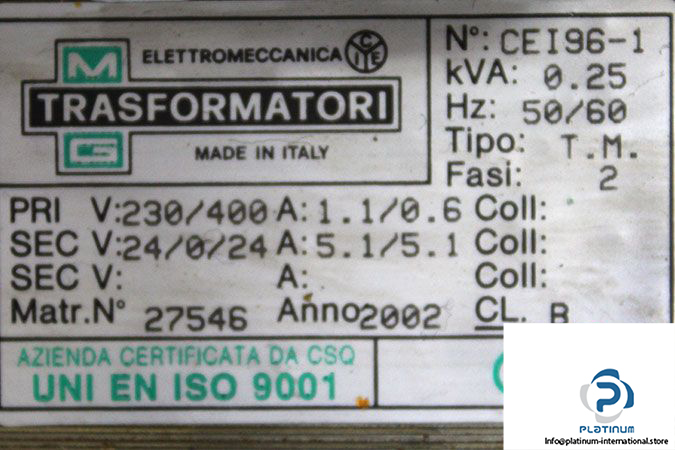 M
ELETTROMECCANICA
TRASFORMATORI
G
MADE IN ITALY
N°: CEI96-1
kVA: 0.25
Hz: 50/60
Tipo: T.M.
Fasi: 2
PRI V:230/400 A:1.1/0.6 Coll:
SEC V:24/0/24 A:5.1/5.1 Coll:
SEC V: A: Coll:
Matr.N° 27546 Anno2002 CL. B
AZIENDA CERTIFICATA DA CSQ
UNI EN ISO 9001
PLATINUM
Info@platinum-international.store